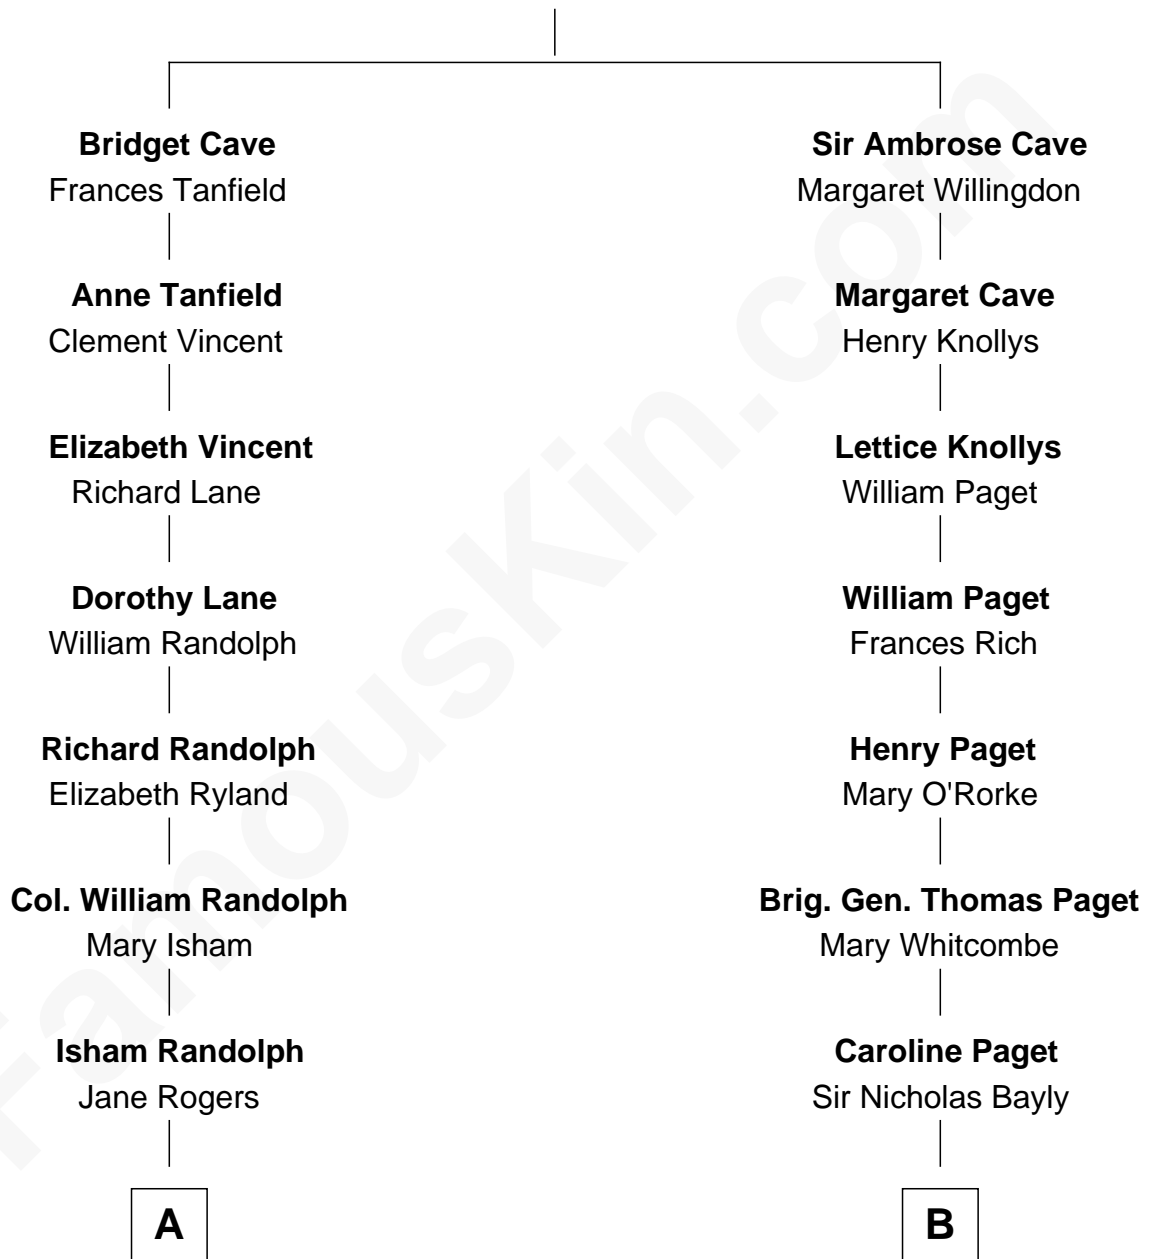 Bridget Cave
Frances Tanfield
Anne Tanfield
Clement Vincent
Elizabeth Vincent
Richard Lane
Dorothy Lane
William Randolph
Richard Randolph
Elizabeth Ryland
Col. William Randolph
Mary Isham
Isham Randolph
Jane Rogers
A
Sir Ambrose Cave
Margaret Willingdon
Margaret Cave
Henry Knollys
Lettice Knollys
William Paget
William Paget
Frances Rich
Henry Paget
Mary O'Rorke
Brig. Gen. Thomas Paget
Mary Whitcombe
Caroline Paget
Sir Nicholas Bayly
B
FamousKin.com